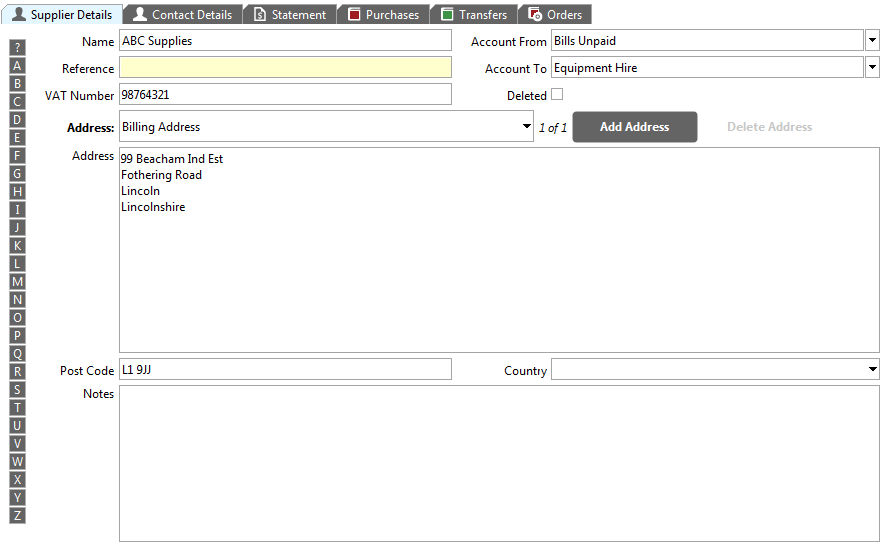 Supplier Details Contact Details Statement Purchases Transfers Orders
?
A
B
C
D
E
F
G
H
I
J
K
L
M
N
O
P
Q
R
S
T
U
V
W
X
Y
Z
Name ABC Supplies Account From Bills Unpaid
Reference Account To Equipment Hire
VAT Number 98764321 Deleted
Address: Billing Address 1 of 1 Add Address Delete Address
Address 99 Beacham Ind Est
Fothering Road
Lincoln
Lincolnshire
Post Code L1 9JJ Country
Notes